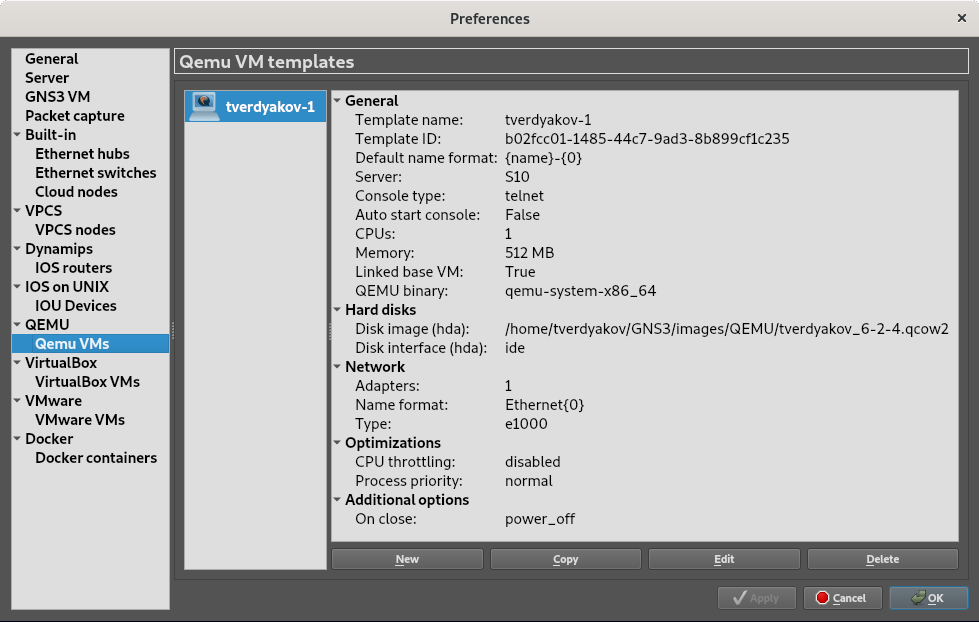 Preferences
General
Server
GNS3 VM
Packet capture
Built-in
Ethernet hubs
Ethernet switches
Cloud nodes
VPCS
VPCS nodes
Dynamips
IOS routers
IOS on UNIX
IOU Devices
QEMU
Qemu VMs
VirtualBox
VirtualBox VMs
VMware
VMware VMs
Docker
Docker containers
Qemu VM templates
tverdyakov-1
General
Template name: tverdyakov-1
Template ID: b02fcc01-1485-44c7-9ad3-8b899cf1c235
Default name format: {name}-{0}
Server: S10
Console type: telnet
Auto start console: False
CPUs: 1
Memory: 512 MB
Linked base VM: True
QEMU binary: qemu-system-x86_64
Hard disks
Disk image (hda): /home/tverdyakov/GNS3/images/QEMU/tverdyakov_6-2-4.qcow2
Disk interface (hda): ide
Network
Adapters: 1
Name format: Ethernet{0}
Type: e1000
Optimizations
CPU throttling: disabled
Process priority: normal
Additional options
On close: power_off
New Copy Edit Delete
Apply Cancel OK